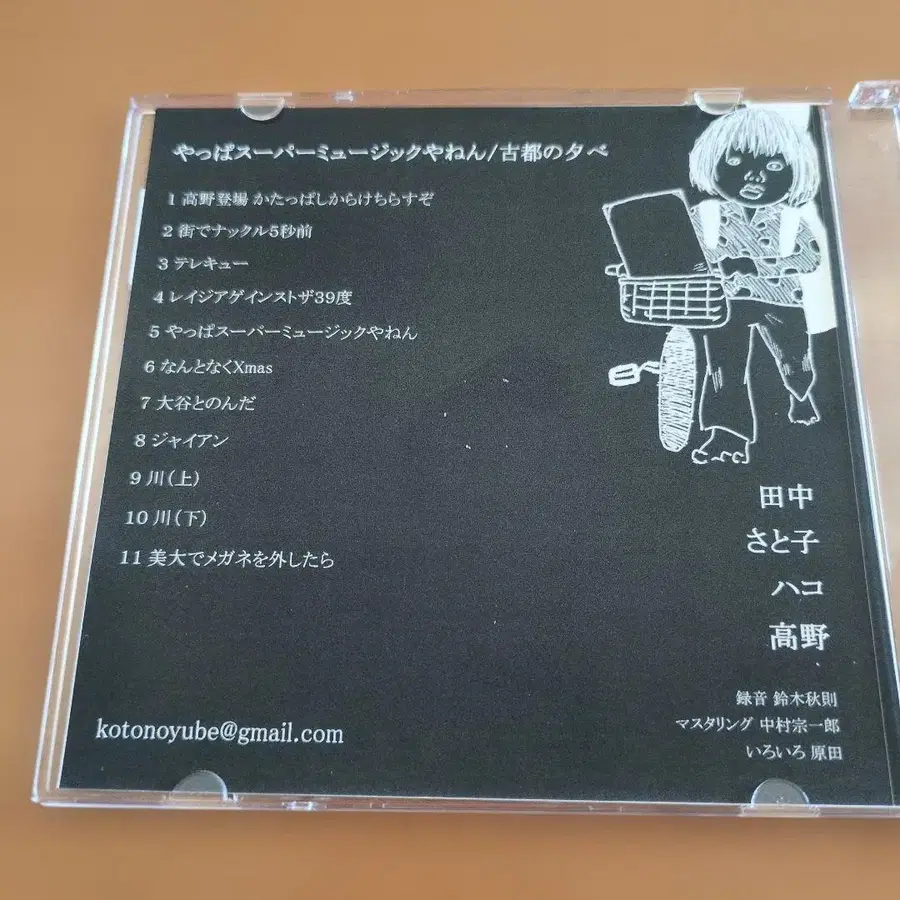 やっぱスーパーミュージックやねん/古都の夕べ
1 高野登場 かたっぱしからけちらすぞ
2 街でナックル5秒前
3 テレキュー
4 レイジアゲインストザ39度
5 やっぱスーパーミュージックやねん
6 なんとなくXmas
7 大谷とのんだ
8 ジャイアン
9 川(上)
10 川(下)
11 美大でメガネを外したら
田中
さと子
ハコ
高野
録音 鈴木秋則
マスタリング 中村宗一郎
いろいろ 原田
kotonoyube@gmail.com